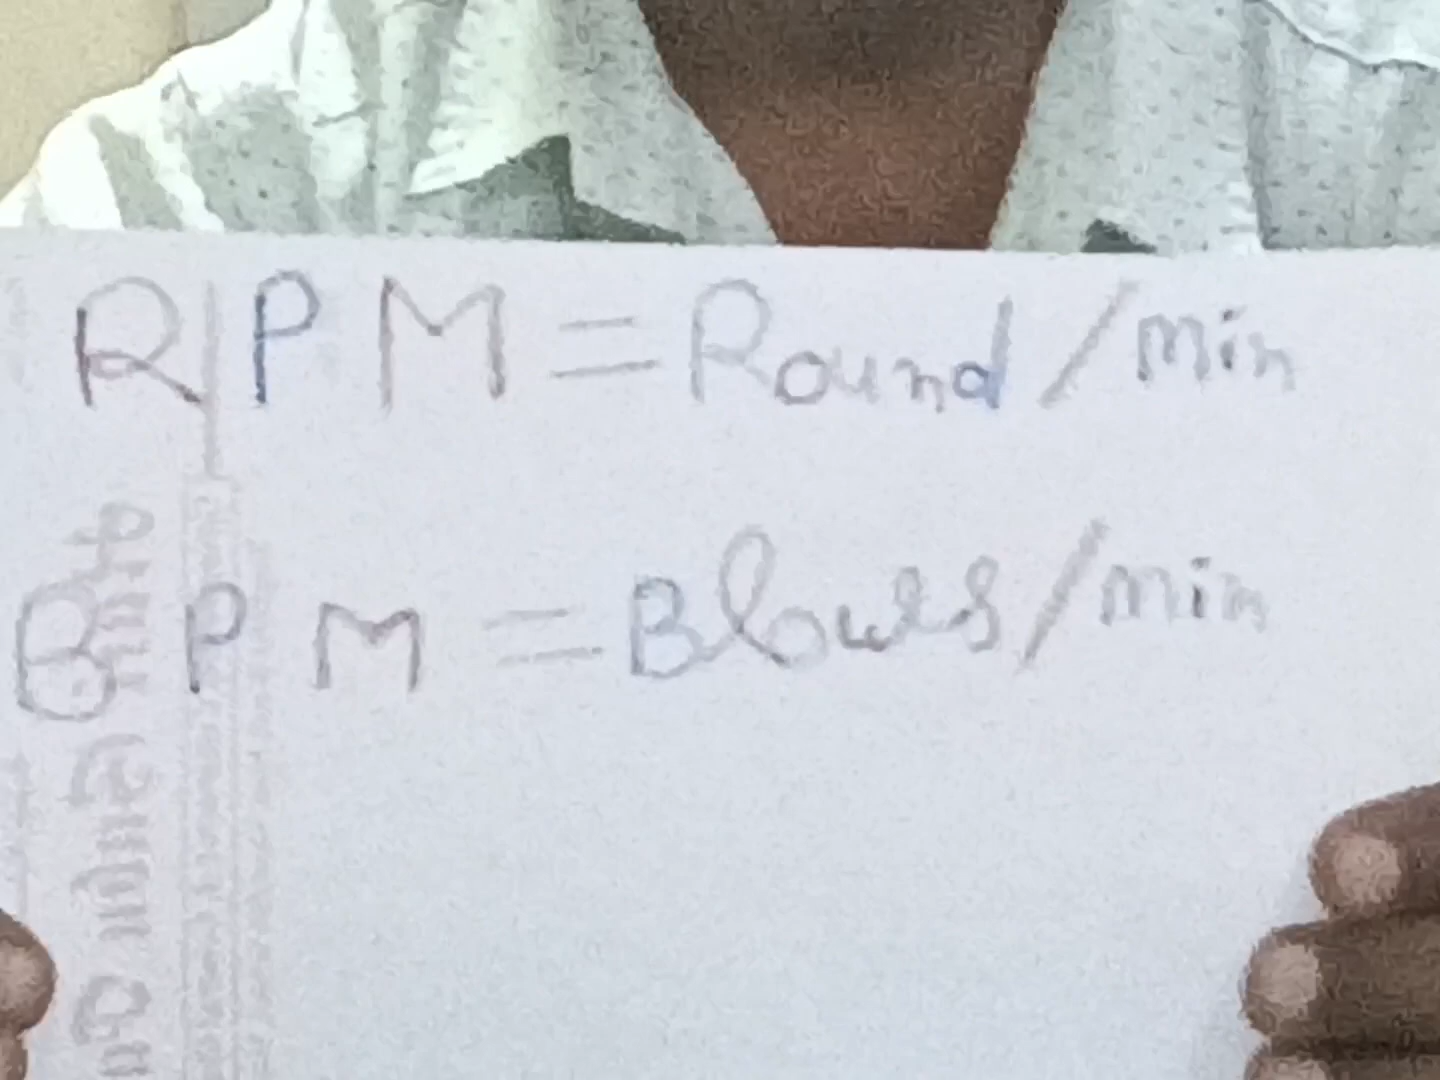 RPM = Round/min
BPM = Blows/min